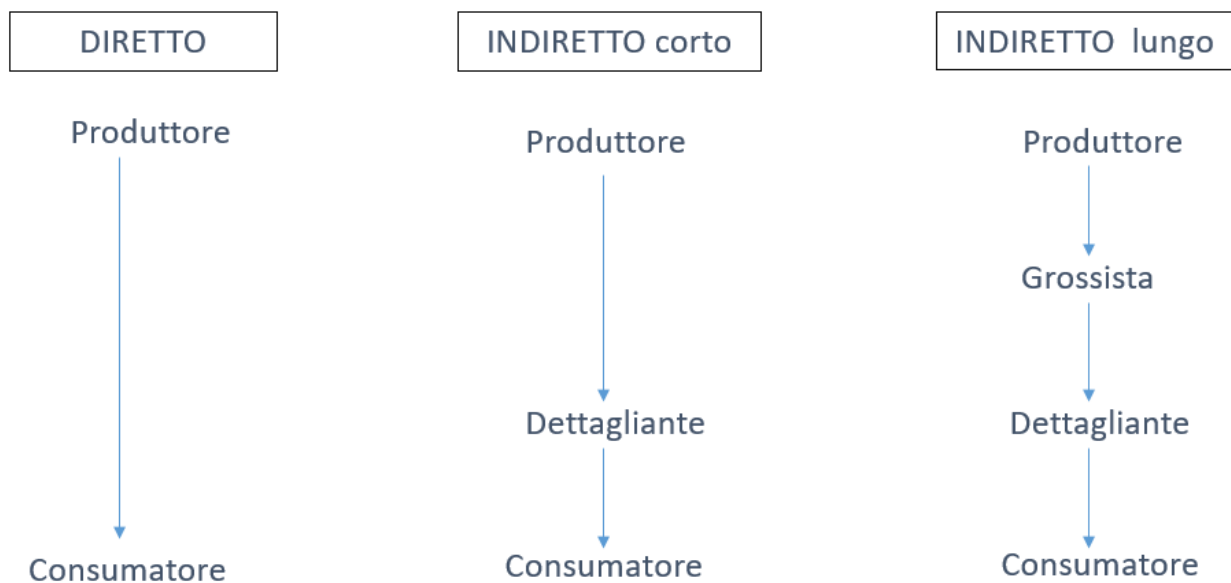 DIRETTO
Produttore
Consumatore
INDIRETTO corto
Produttore
Dettagliante
Consumatore
INDIRETTO lungo
Produttore
Grossista
Dettagliante
Consumatore